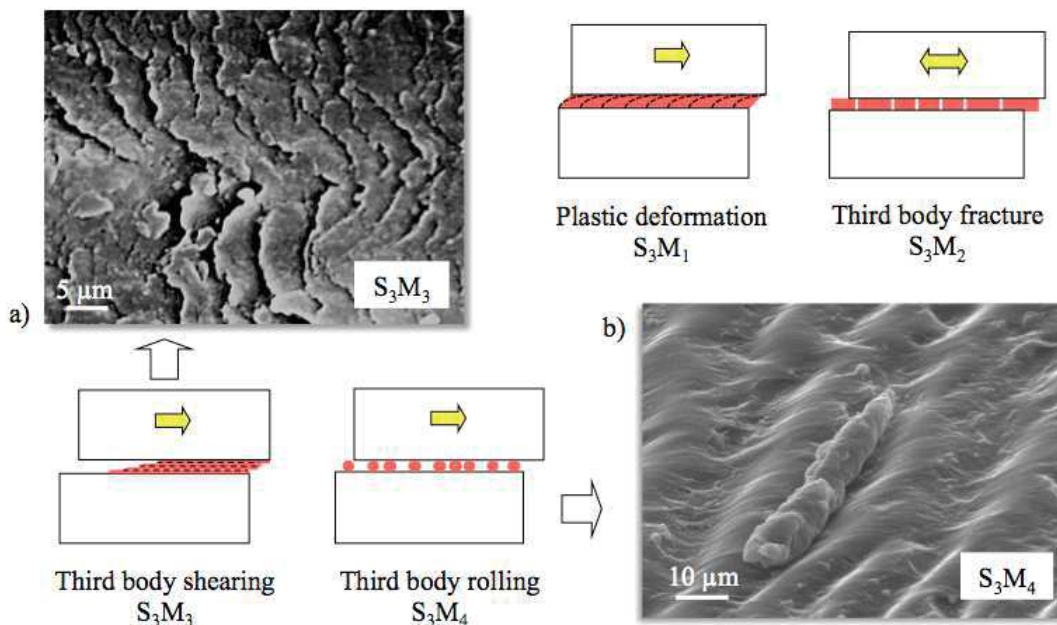 Plastic deformation
S₃M₁
Third body fracture
S₃M₂
S₃M₃
5 µm
a)
b)
Third body shearing
S₃M₃
Third body rolling
S₃M₄
10 µm
S₃M₄